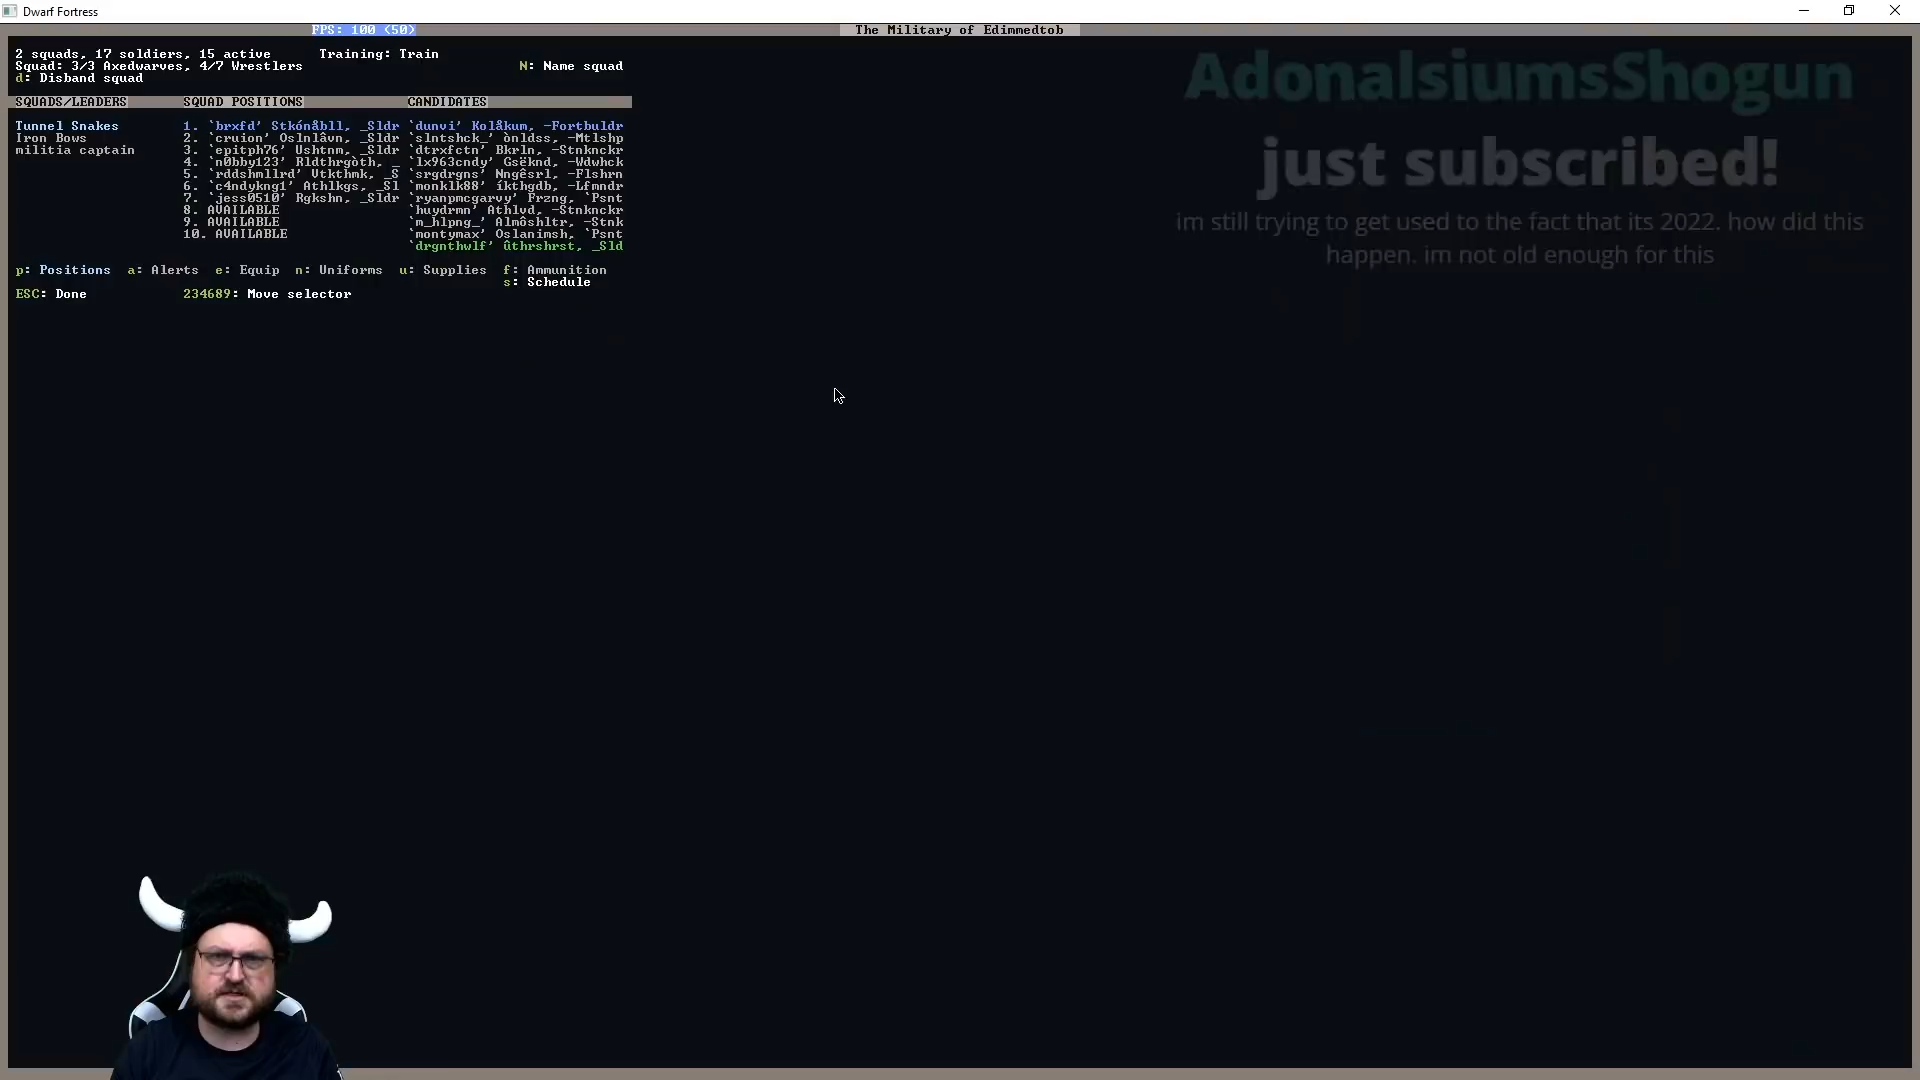 Dwarf Fortress
FPS: 100 (50)
The Military of Edimmedtob
2 squads, 17 soldiers, 15 active Training: Train
Squad: 3/3 Axedwarves, 4/7 Wrestlers N: Name squad
d: Disband squad
SQUADS/LEADERS SQUAD POSITIONS CANDIDATES
Tunnel Snakes 1. `brxfd' Stkónåbll, _Sldr `dunvi' Kolåkum, -Fortbuldr
Iron Bows 2. `cruion' Oslnlâvn, _Sldr `slntshck_' ònldss, -Mtlshp
militia captain 3. `epitph76' Ushtnm, _Sldr `dtrxfctn' Bkrln, -Stnknckr
4. `n0bby123' Rldthrgòth, _ `lx963cndy' Gsëknd, -Wdwhck
5. `rddshmllrd' Vtkthmk, _S `srgdrgns' Nngêsrl, -Flshrn
6. `c4ndykng1' Athlkgs, _Sl `monklk88' íkthgdb, -Lfmndr
7. `jess0510' Rgkshn, _Sldr `ryanpmcgarvy' Frzng, `Psnt
8. AVAILABLE `huydrmn' Athlvd, -Stnknckr
9. AVAILABLE `m_hlpng_' Almôshltr, -Stnk
10. AVAILABLE `montymax' Oslanimsh, `Psnt
`drgnthwlf' ûthrshrst, _Sld
p: Positions a: Alerts e: Equip n: Uniforms u: Supplies f: Ammunition
s: Schedule
ESC: Done 234689: Move selector
AdonalsiumsShogun
just subscribed!
im still trying to get used to the fact that its 2022. how did this
happen. im not old enough for this